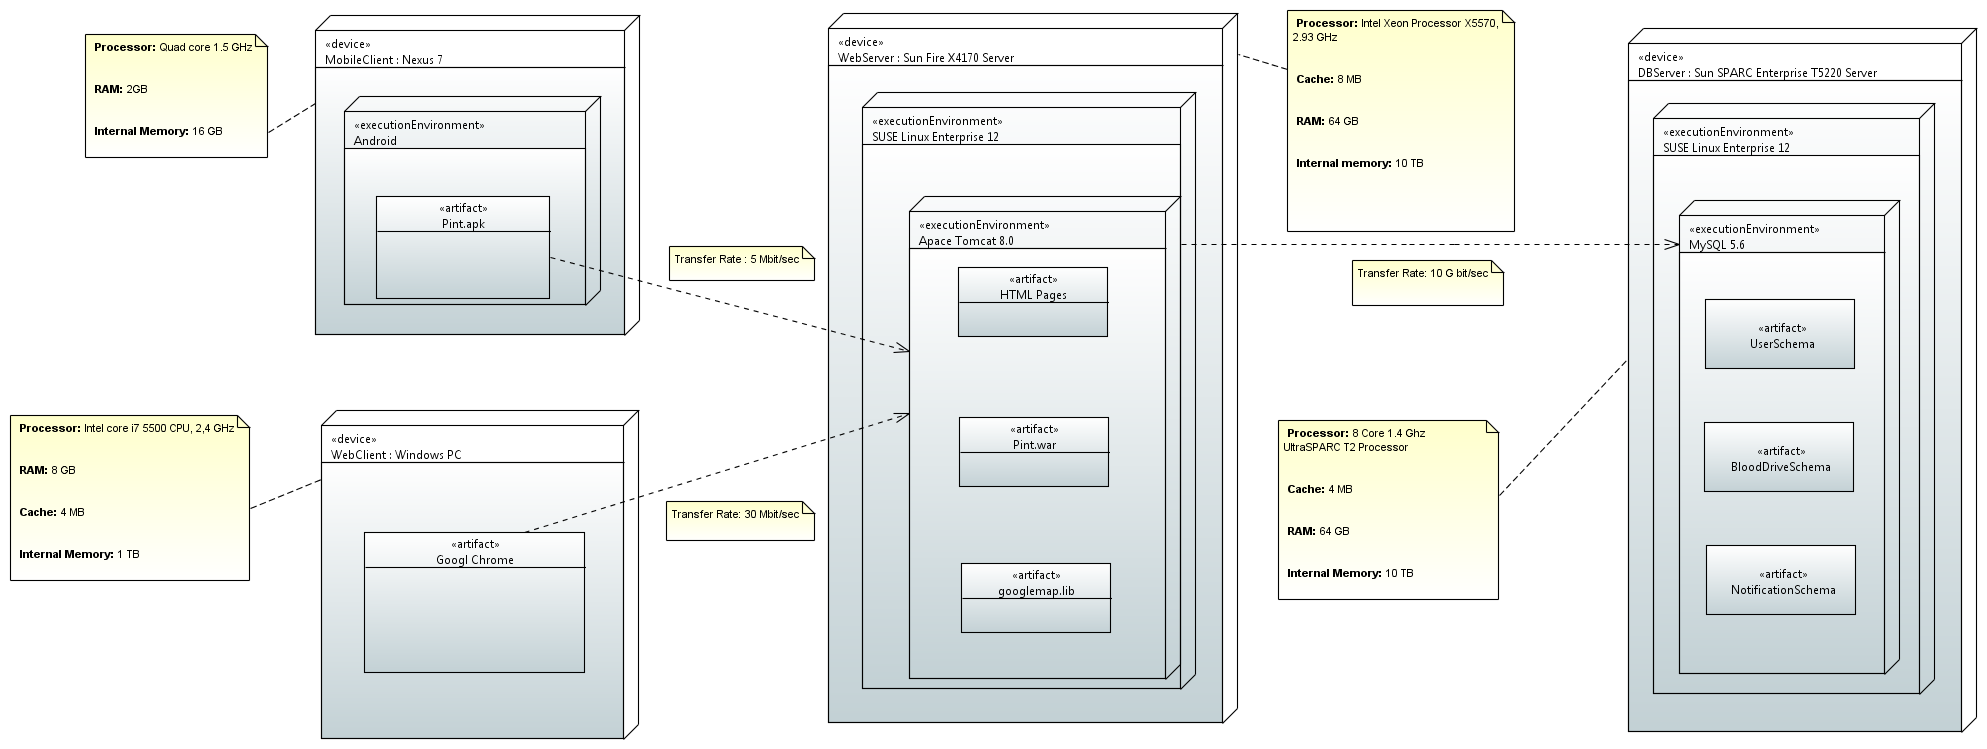 Processor: Quad core 1.5 GHz
RAM: 2GB
Internal Memory: 16 GB
«device»
MobileClient : Nexus 7
«executionEnvironment»
Android
«artifact»
Pint.apk
Transfer Rate : 5 Mbit/sec
Processor: Intel core i7 5500 CPU, 2,4 GHz
RAM: 8 GB
Cache: 4 MB
Internal Memory: 1 TB
«device»
WebClient : Windows PC
«artifact»
Googl Chrome
Transfer Rate: 30 Mbit/sec
«device»
WebServer : Sun Fire X4170 Server
«executionEnvironment»
SUSE Linux Enterprise 12
«executionEnvironment»
Apace Tomcat 8.0
«artifact»
HTML Pages
«artifact»
Pint.war
«artifact»
googlemap.lib
Processor: Intel Xeon Processor X5570,
2.93 GHz
Cache: 8 MB
RAM: 64 GB
Internal memory: 10 TB
Transfer Rate: 10 G bit/sec
Processor: 8 Core 1.4 Ghz
UltraSPARC T2 Processor
Cache: 4 MB
RAM: 64 GB
Internal Memory: 10 TB
«device»
DBServer : Sun SPARC Enterprise T5220 Server
«executionEnvironment»
SUSE Linux Enterprise 12
«executionEnvironment»
MySQL 5.6
«artifact»
UserSchema
«artifact»
BloodDriveSchema
«artifact»
NotificationSchema